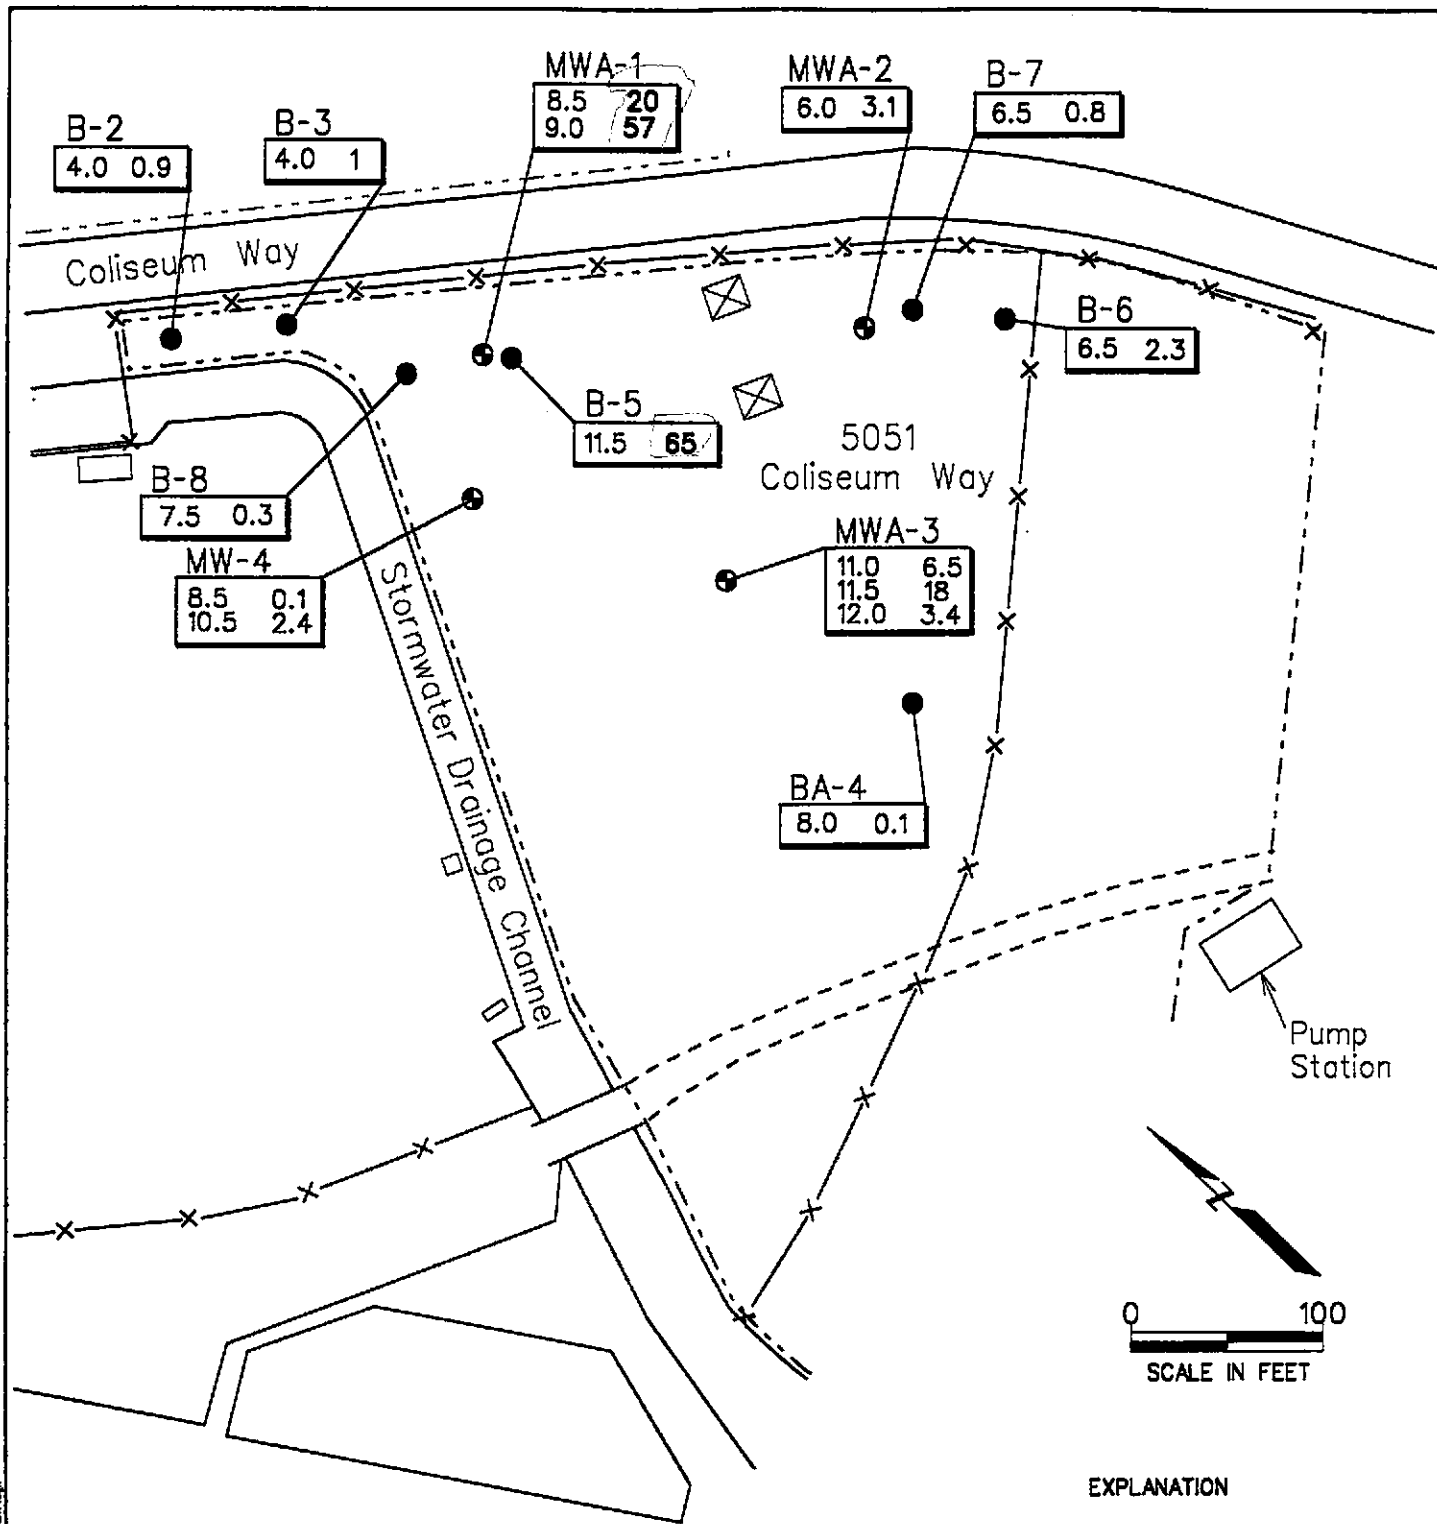 MWA-1
8.5 20
9.0 57
MWA-2
6.0 3.1
B-7
6.5 0.8
B-2
4.0 0.9
B-3
4.0 1
Coliseum Way
B-6
6.5 2.3
B-5
11.5 65
5051
Coliseum Way
B-8
7.5 0.3
MW-4
8.5 0.1
10.5 2.4
MWA-3
11.0 6.5
11.5 18
12.0 3.4
Stormwater Drainage Channel
BA-4
8.0 0.1
Pump
Station
0 100
SCALE IN FEET
EXPLANATION